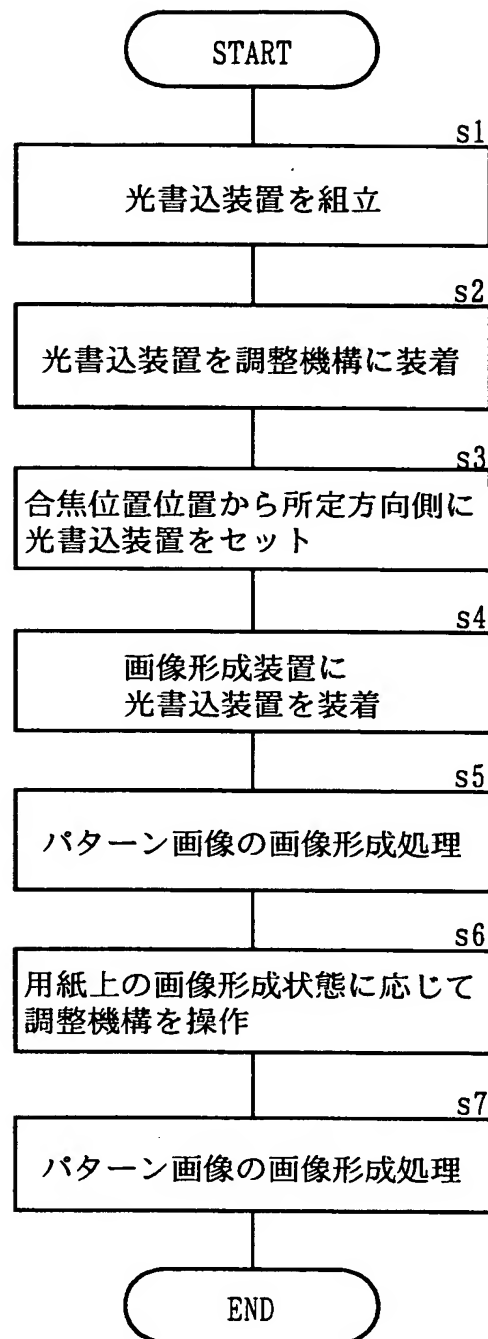 START
s1
光書込装置を組立
s2
光書込装置を調整機構に装着
s3
合焦位置位置から所定方向側に
光書込装置をセット
s4
画像形成装置に
光書込装置を装着
s5
パターン画像の画像形成処理
s6
用紙上の画像形成状態に応じて
調整機構を操作
s7
パターン画像の画像形成処理
END